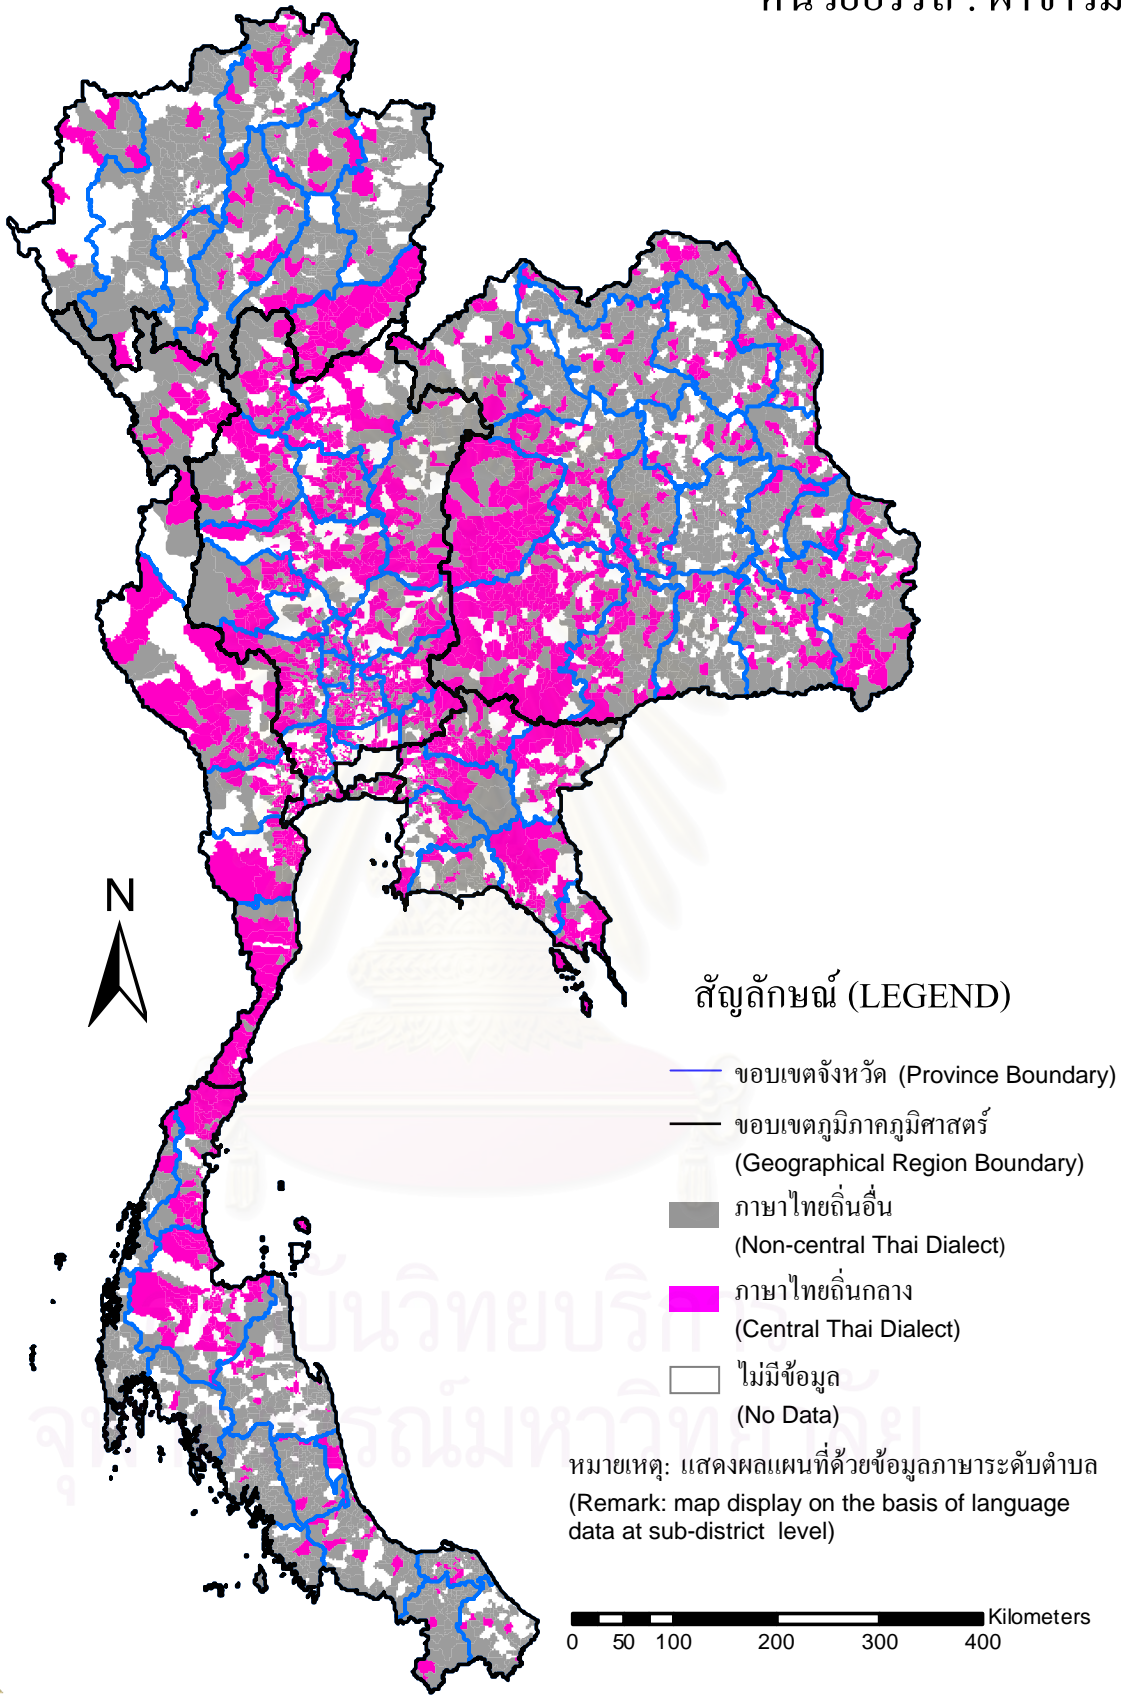 N
สัญลักษณ์ (LEGEND)
ขอบเขตจังหวัด (Province Boundary)
ขอบเขตภูมิภาคภูมิศาสตร์
(Geographical Region Boundary)
ภาษาไทยถิ่นอื่น
(Non-central Thai Dialect)
ภาษาไทยถิ่นกลาง
(Central Thai Dialect)
ไม่มีข้อมูล
(No Data)
หมายเหตุ: แสดงผลแผนที่ด้วยข้อมูลภาษาระดับตำบล
(Remark: map display on the basis of language
data at sub-district level)
Kilometers
0 50 100 200 300 400